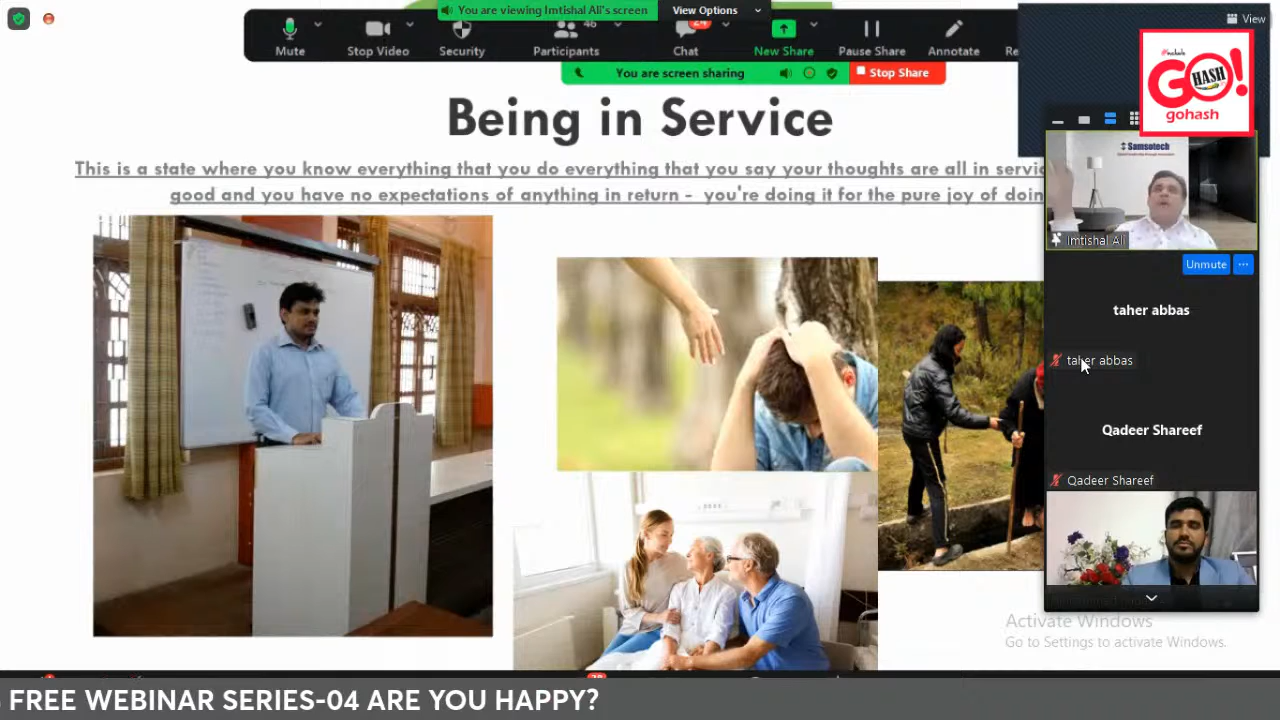 You are viewing Imtishal Ali's screen
View Options
View
Mute
Stop Video
Security
46
Participants
24
Chat
New Share
Pause Share
Annotate
Re
You are screen sharing
Stop Share
GO!
HASH
gohash
Being in Service
This is a state where you know everything that you do everything that you say your thoughts are all in servic
good and you have no expectations of anything in return - you're doing it for the pure joy of doin
Samsotech
Imtishal Ali
Unmute
taher abbas
taher abbas
Qadeer Shareef
Qadeer Shareef
Activate Windows
Go to Settings to activate Windows.
FREE WEBINAR SERIES-04 ARE YOU HAPPY?